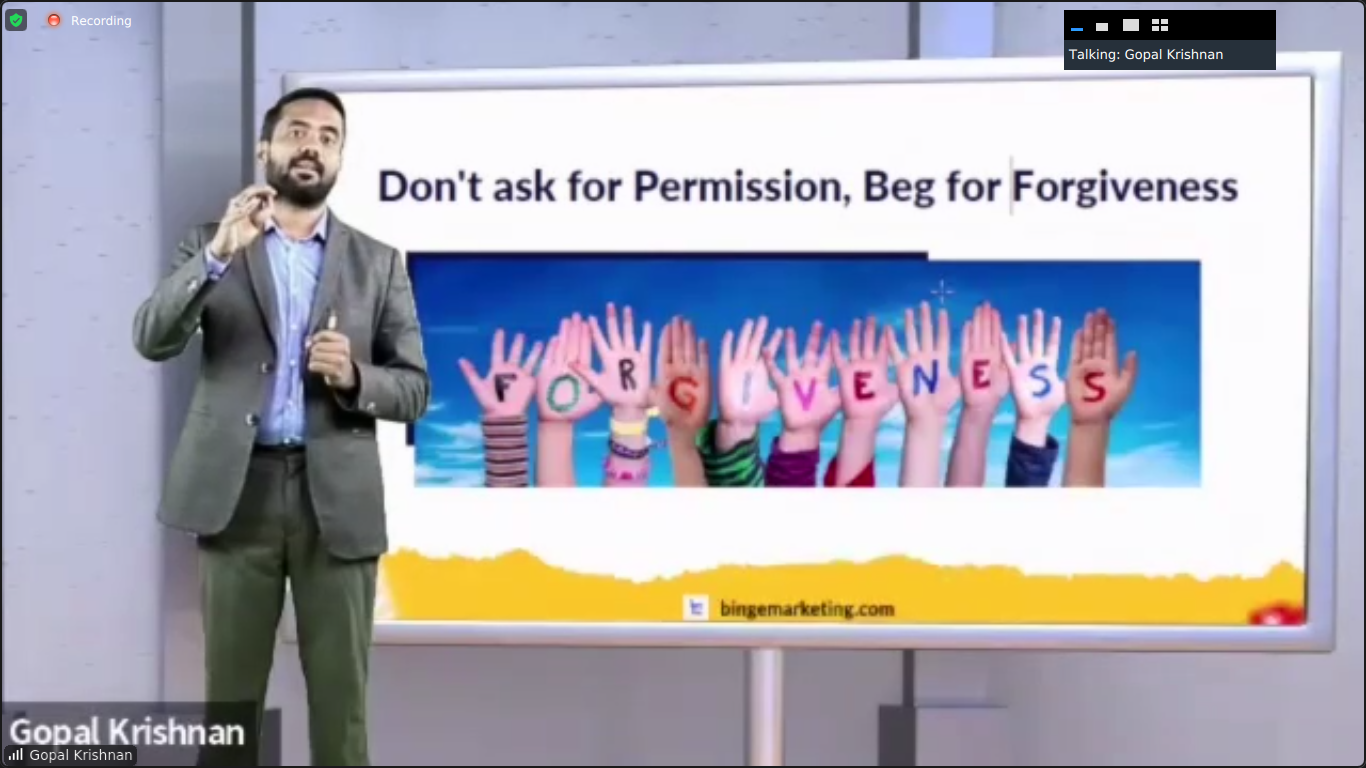 Recording
Talking: Gopal Krishnan
Don't ask for Permission, Beg for Forgiveness
FORGIVENESS
bingemarketing.com
Gopal Krishnan
Gopal Krishnan